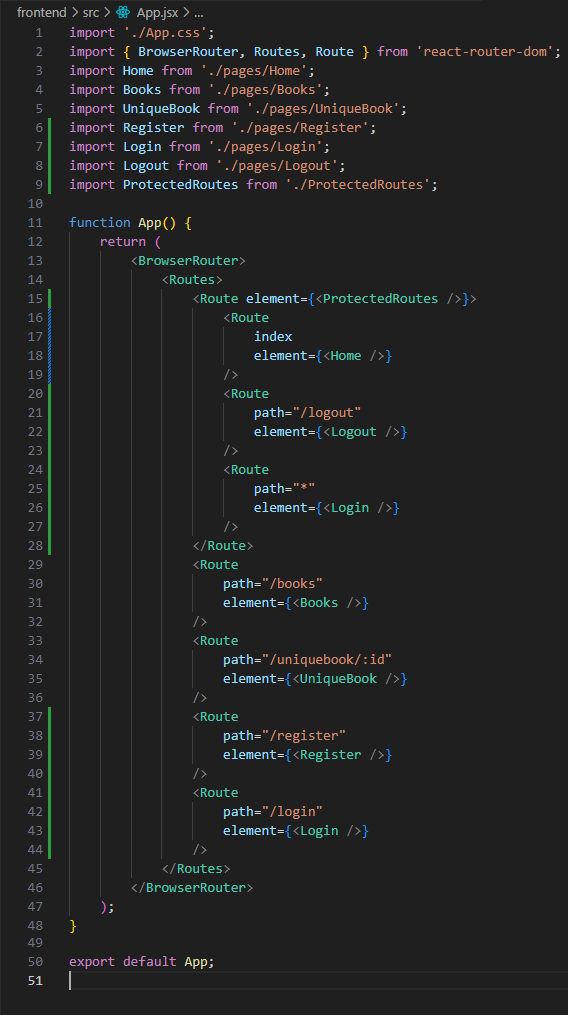 frontend > src > App.jsx > ...
1 import './App.css';
2 import { BrowserRouter, Routes, Route } from 'react-router-dom';
3 import Home from './pages/Home';
4 import Books from './pages/Books';
5 import UniqueBook from './pages/UniqueBook';
6 import Register from './pages/Register';
7 import Login from './pages/Login';
8 import Logout from './pages/Logout';
9 import ProtectedRoutes from './ProtectedRoutes';
10
11 function App() {
12     return (
13         <BrowserRouter>
14             <Routes>
15                 <Route element={<ProtectedRoutes />}>
16                     <Route
17                         index
18                         element={<Home />}
19                     />
20                     <Route
21                         path="/logout"
22                         element={<Logout />}
23                     />
24                     <Route
25                         path="*"
26                         element={<Login />}
27                     />
28                 </Route>
29                 <Route
30                     path="/books"
31                     element={<Books />}
32                 />
33                 <Route
34                     path="/uniquebook/:id"
35                     element={<UniqueBook />}
36                 />
37                 <Route
38                     path="/register"
39                     element={<Register />}
40                 />
41                 <Route
42                     path="/login"
43                     element={<Login />}
44                 />
45             </Routes>
46         </BrowserRouter>
47     );
48 }
49
50 export default App;
51